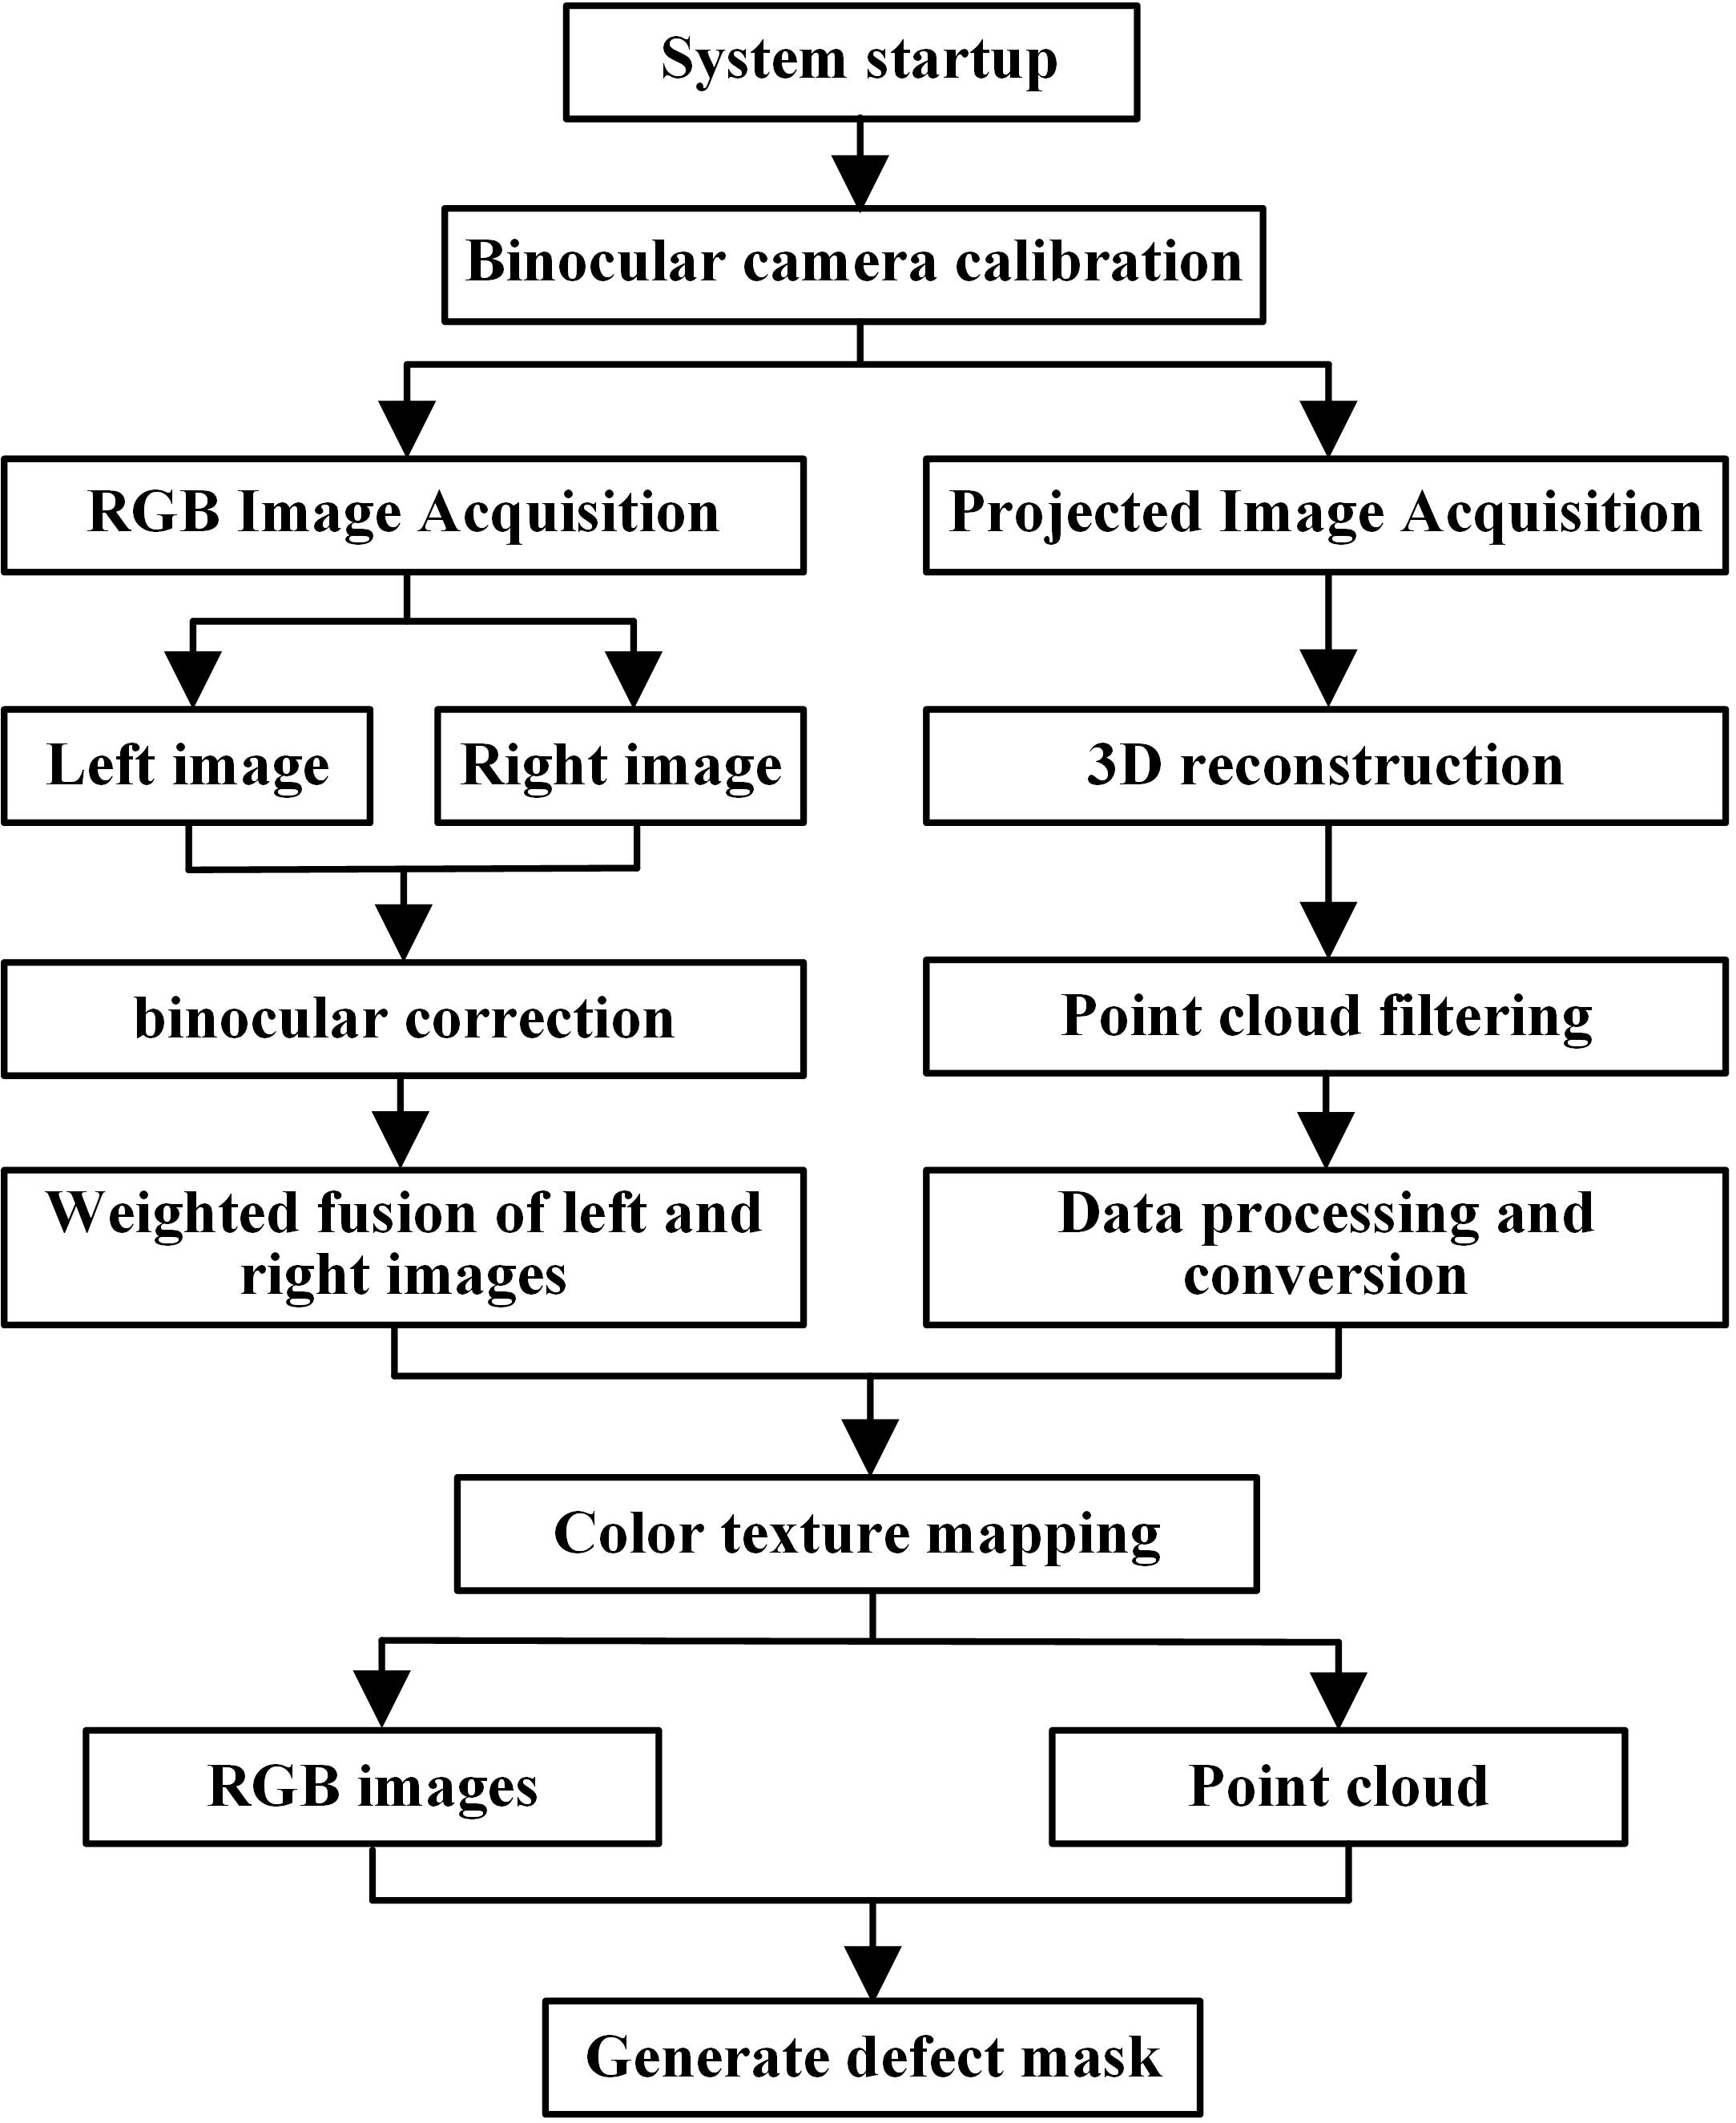 System startup
Binocular camera calibration
RGB Image Acquisition
Projected Image Acquisition
Left image
Right image
3D reconstruction
binocular correction
Point cloud filtering
Weighted fusion of left and
right images
Data processing and
conversion
Color texture mapping
RGB images
Point cloud
Generate defect mask